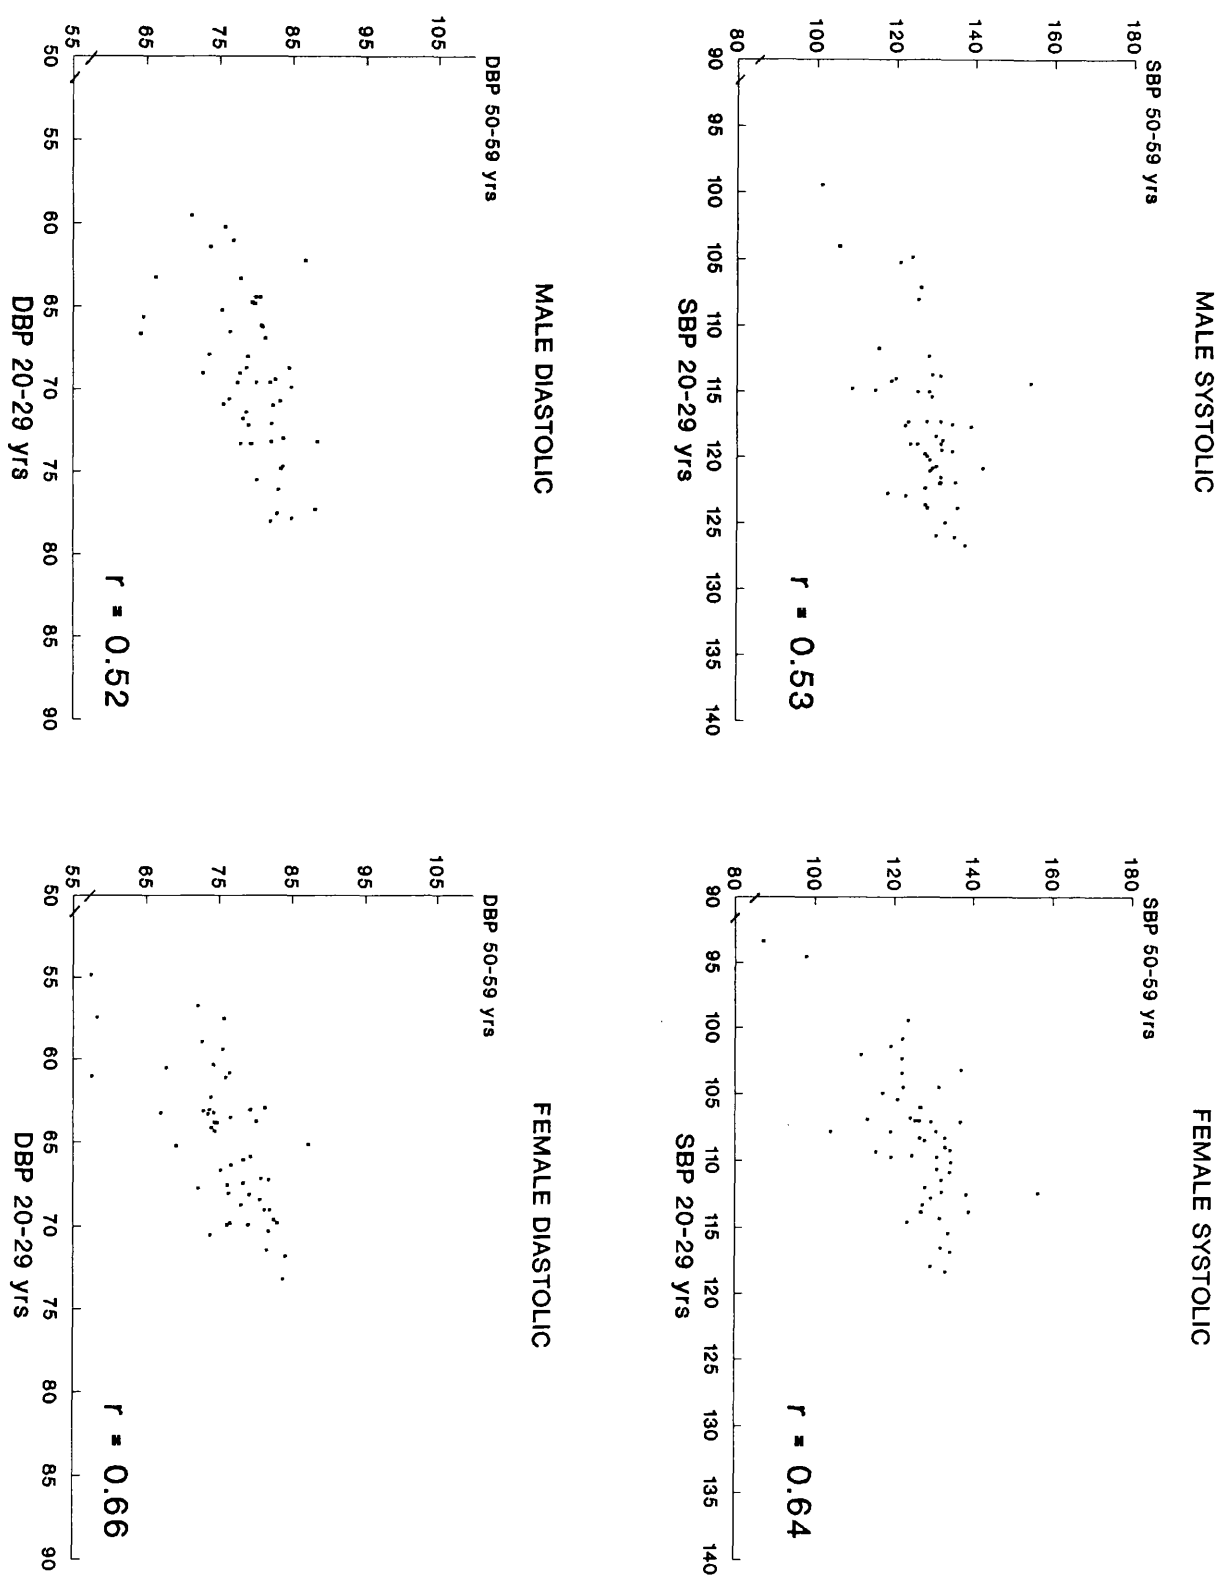 MALE SYSTOLIC
SBP 50-59 yrs
180
160
140
120
100
80
90 95 100 105 110 115 120 125 130 135 140
SBP 20-29 yrs
r = 0.53
FEMALE SYSTOLIC
SBP 50-59 yrs
180
160
140
120
100
80
90 95 100 105 110 115 120 125 130 135 140
SBP 20-29 yrs
r = 0.64
MALE DIASTOLIC
DBP 50-59 yrs
105
95
85
75
65
55
50 55 60 65 70 75 80 85 90
DBP 20-29 yrs
r = 0.52
FEMALE DIASTOLIC
DBP 50-59 yrs
105
95
85
75
65
55
50 55 60 65 70 75 80 85 90
DBP 20-29 yrs
r = 0.66